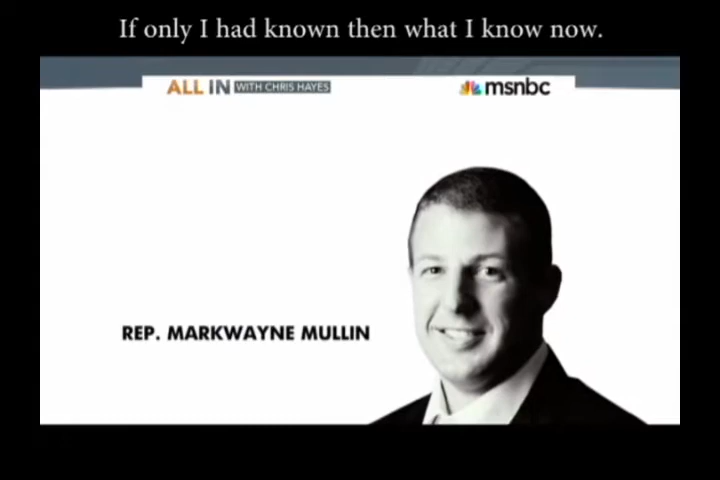 If only I had known then what I know now.
ALL IN WITH CHRIS HAYES
msnbc
REP. MARKWAYNE MULLIN